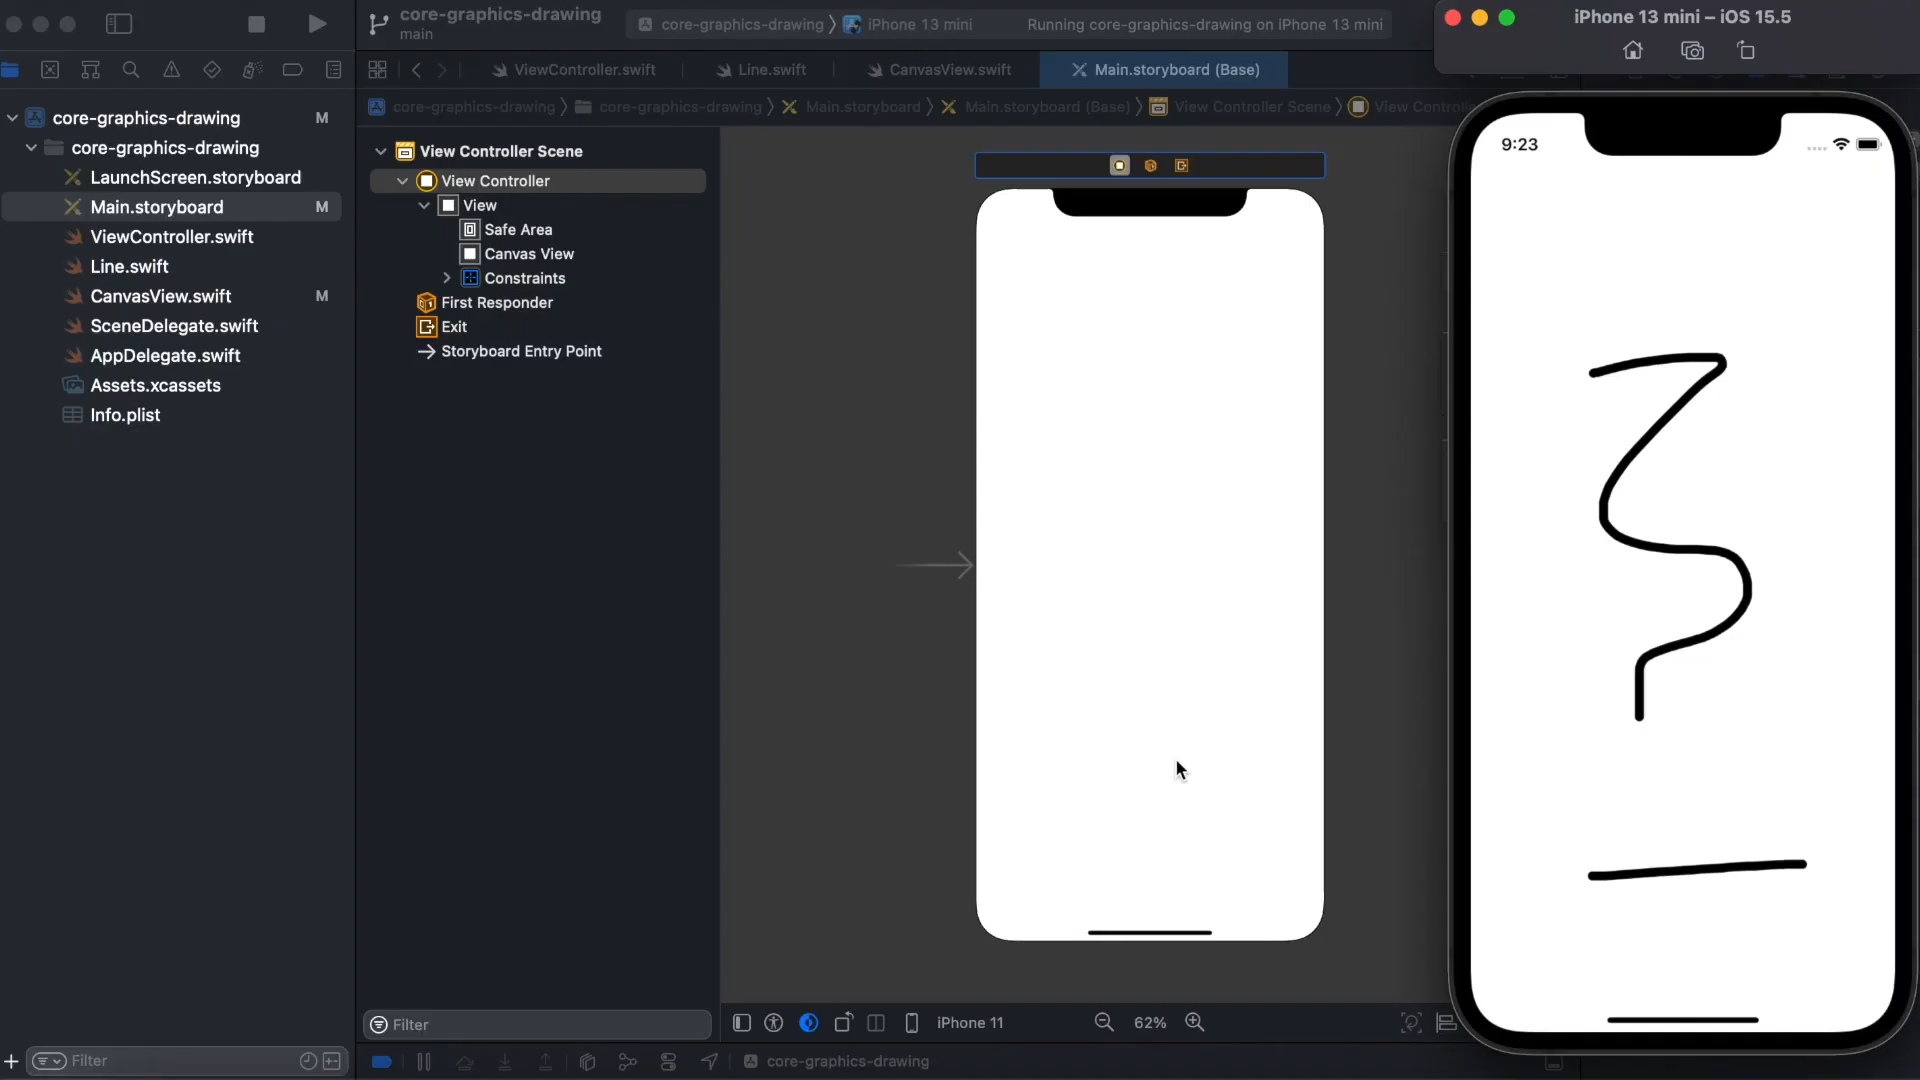 core-graphics-drawing
main
core-graphics-drawing
iPhone 13 mini
Running core-graphics-drawing on iPhone 13 mini
iPhone 13 mini – iOS 15.5
ViewController.swift
Line.swift
CanvasView.swift
Main.storyboard (Base)
core-graphics-drawing
core-graphics-drawing
Main.storyboard
Main.storyboard (Base)
View Controller Scene
core-graphics-drawing M
core-graphics-drawing
LaunchScreen.storyboard
Main.storyboard M
ViewController.swift
Line.swift
CanvasView.swift M
SceneDelegate.swift
AppDelegate.swift
Assets.xcassets
Info.plist
View Controller Scene
View Controller
View
Safe Area
Canvas View
Constraints
First Responder
Exit
Storyboard Entry Point
9:23
Filter
iPhone 11
62%
Filter
core-graphics-drawing